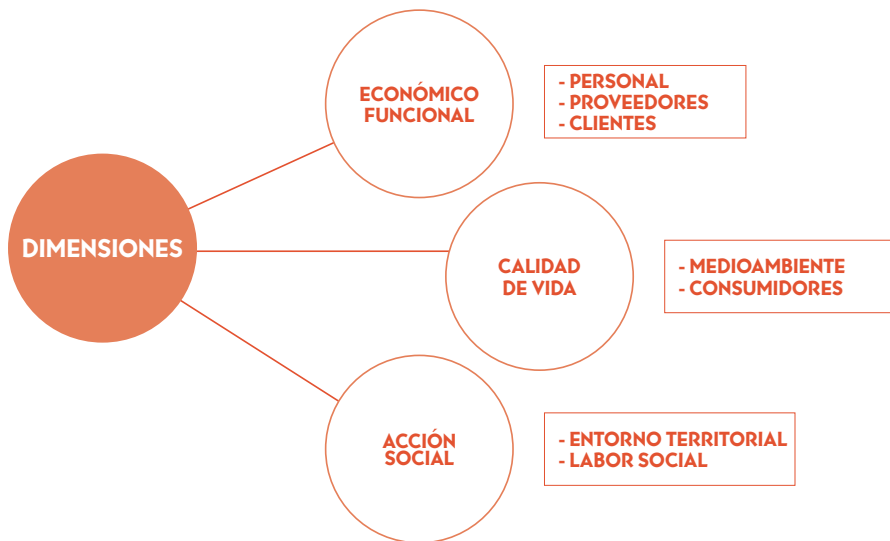 DIMENSIONES
ECONÓMICO
FUNCIONAL
- PERSONAL
- PROVEEDORES
- CLIENTES
CALIDAD
DE VIDA
- MEDIOAMBIENTE
- CONSUMIDORES
ACCIÓN
SOCIAL
- ENTORNO TERRITORIAL
- LABOR SOCIAL